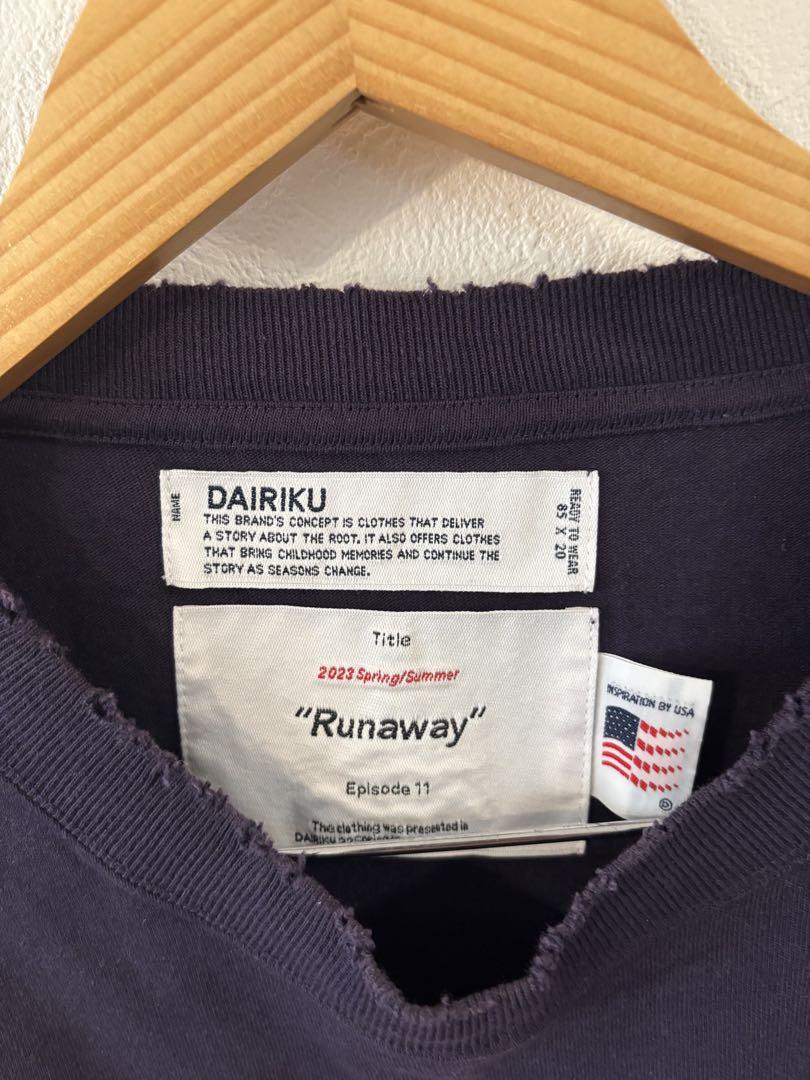 NAME
DAIRIKU
THIS BRAND'S CONCEPT IS CLOTHES THAT DELIVER
A STORY ABOUT THE ROOT. IT ALSO OFFERS CLOTHES
THAT BRING CHILDHOOD MEMORIES AND CONTINUE THE
STORY AS SEASONS CHANGE.
READY TO WEAR
85 X 20
Title
2023 Spring/Summer
"Runaway"
Episode 11
The clothing was presented in
DAIRIKU
INSPIRATION BY USA